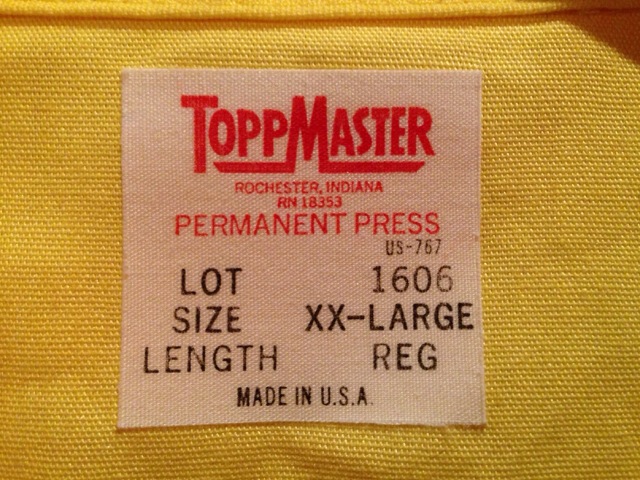 TOPPMASTER
ROCHESTER, INDIANA
RN 18353
PERMANENT PRESS
US-767
LOT 1606
SIZE XX-LARGE
LENGTH REG
MADE IN U.S.A.